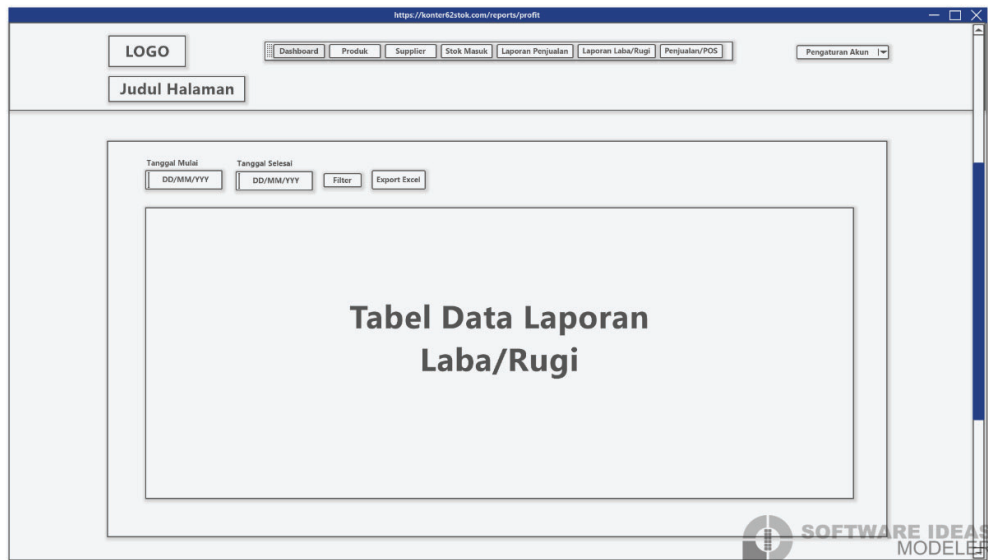 https://konter62stok.com/reports/profit
LOGO
Dashboard Produk Supplier Stok Masuk Laporan Penjualan Laporan Laba/Rugi Penjualan/POS
Pengaturan Akun
Judul Halaman
Tanggal Mulai Tanggal Selesai
DD/MM/YYY DD/MM/YYY Filter Export Excel
Tabel Data Laporan
Laba/Rugi
SOFTWARE IDEAS
MODELER